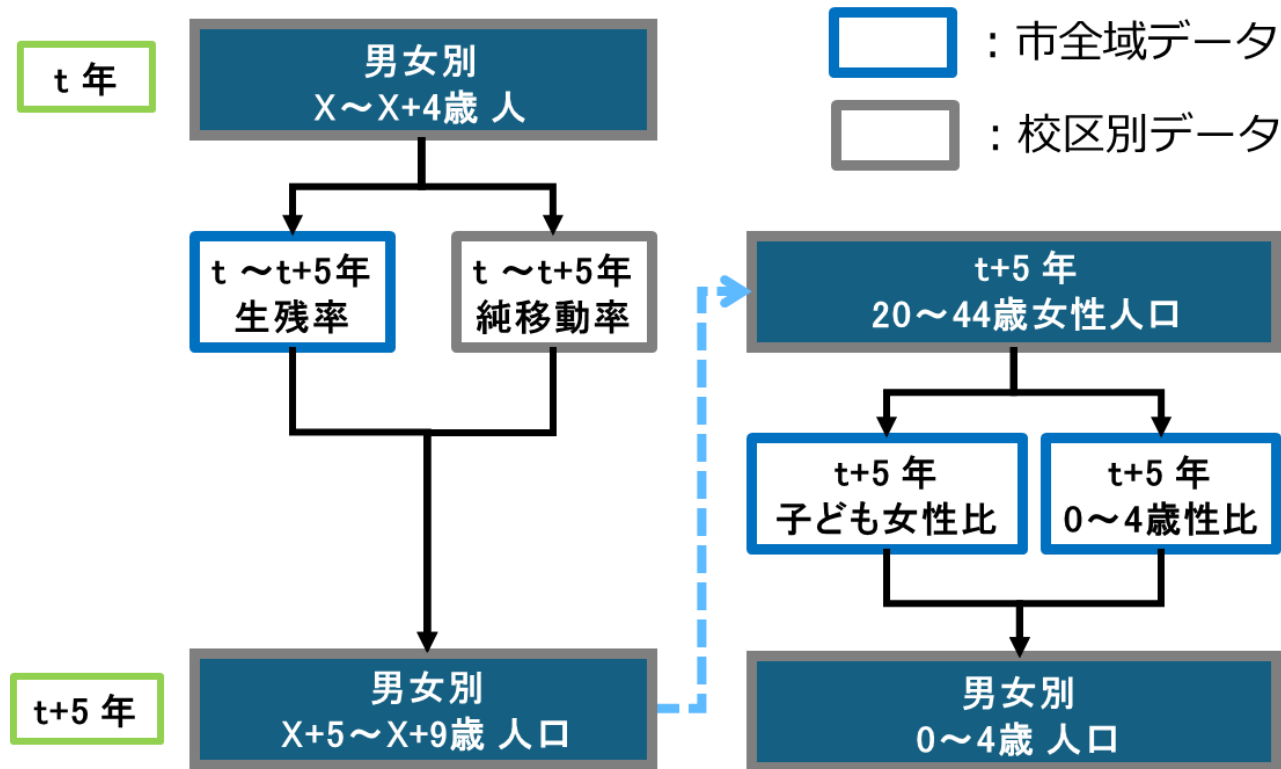 t 年
男女別
X～X+4歳 人
：市全域データ
：校区別データ
t ～t+5年
生残率
t ～t+5年
純移動率
t+5 年
20～44歳女性人口
t+5 年
子ども女性比
t+5 年
0～4歳性比
t+5 年
男女別
X+5～X+9歳 人口
男女別
0～4歳 人口